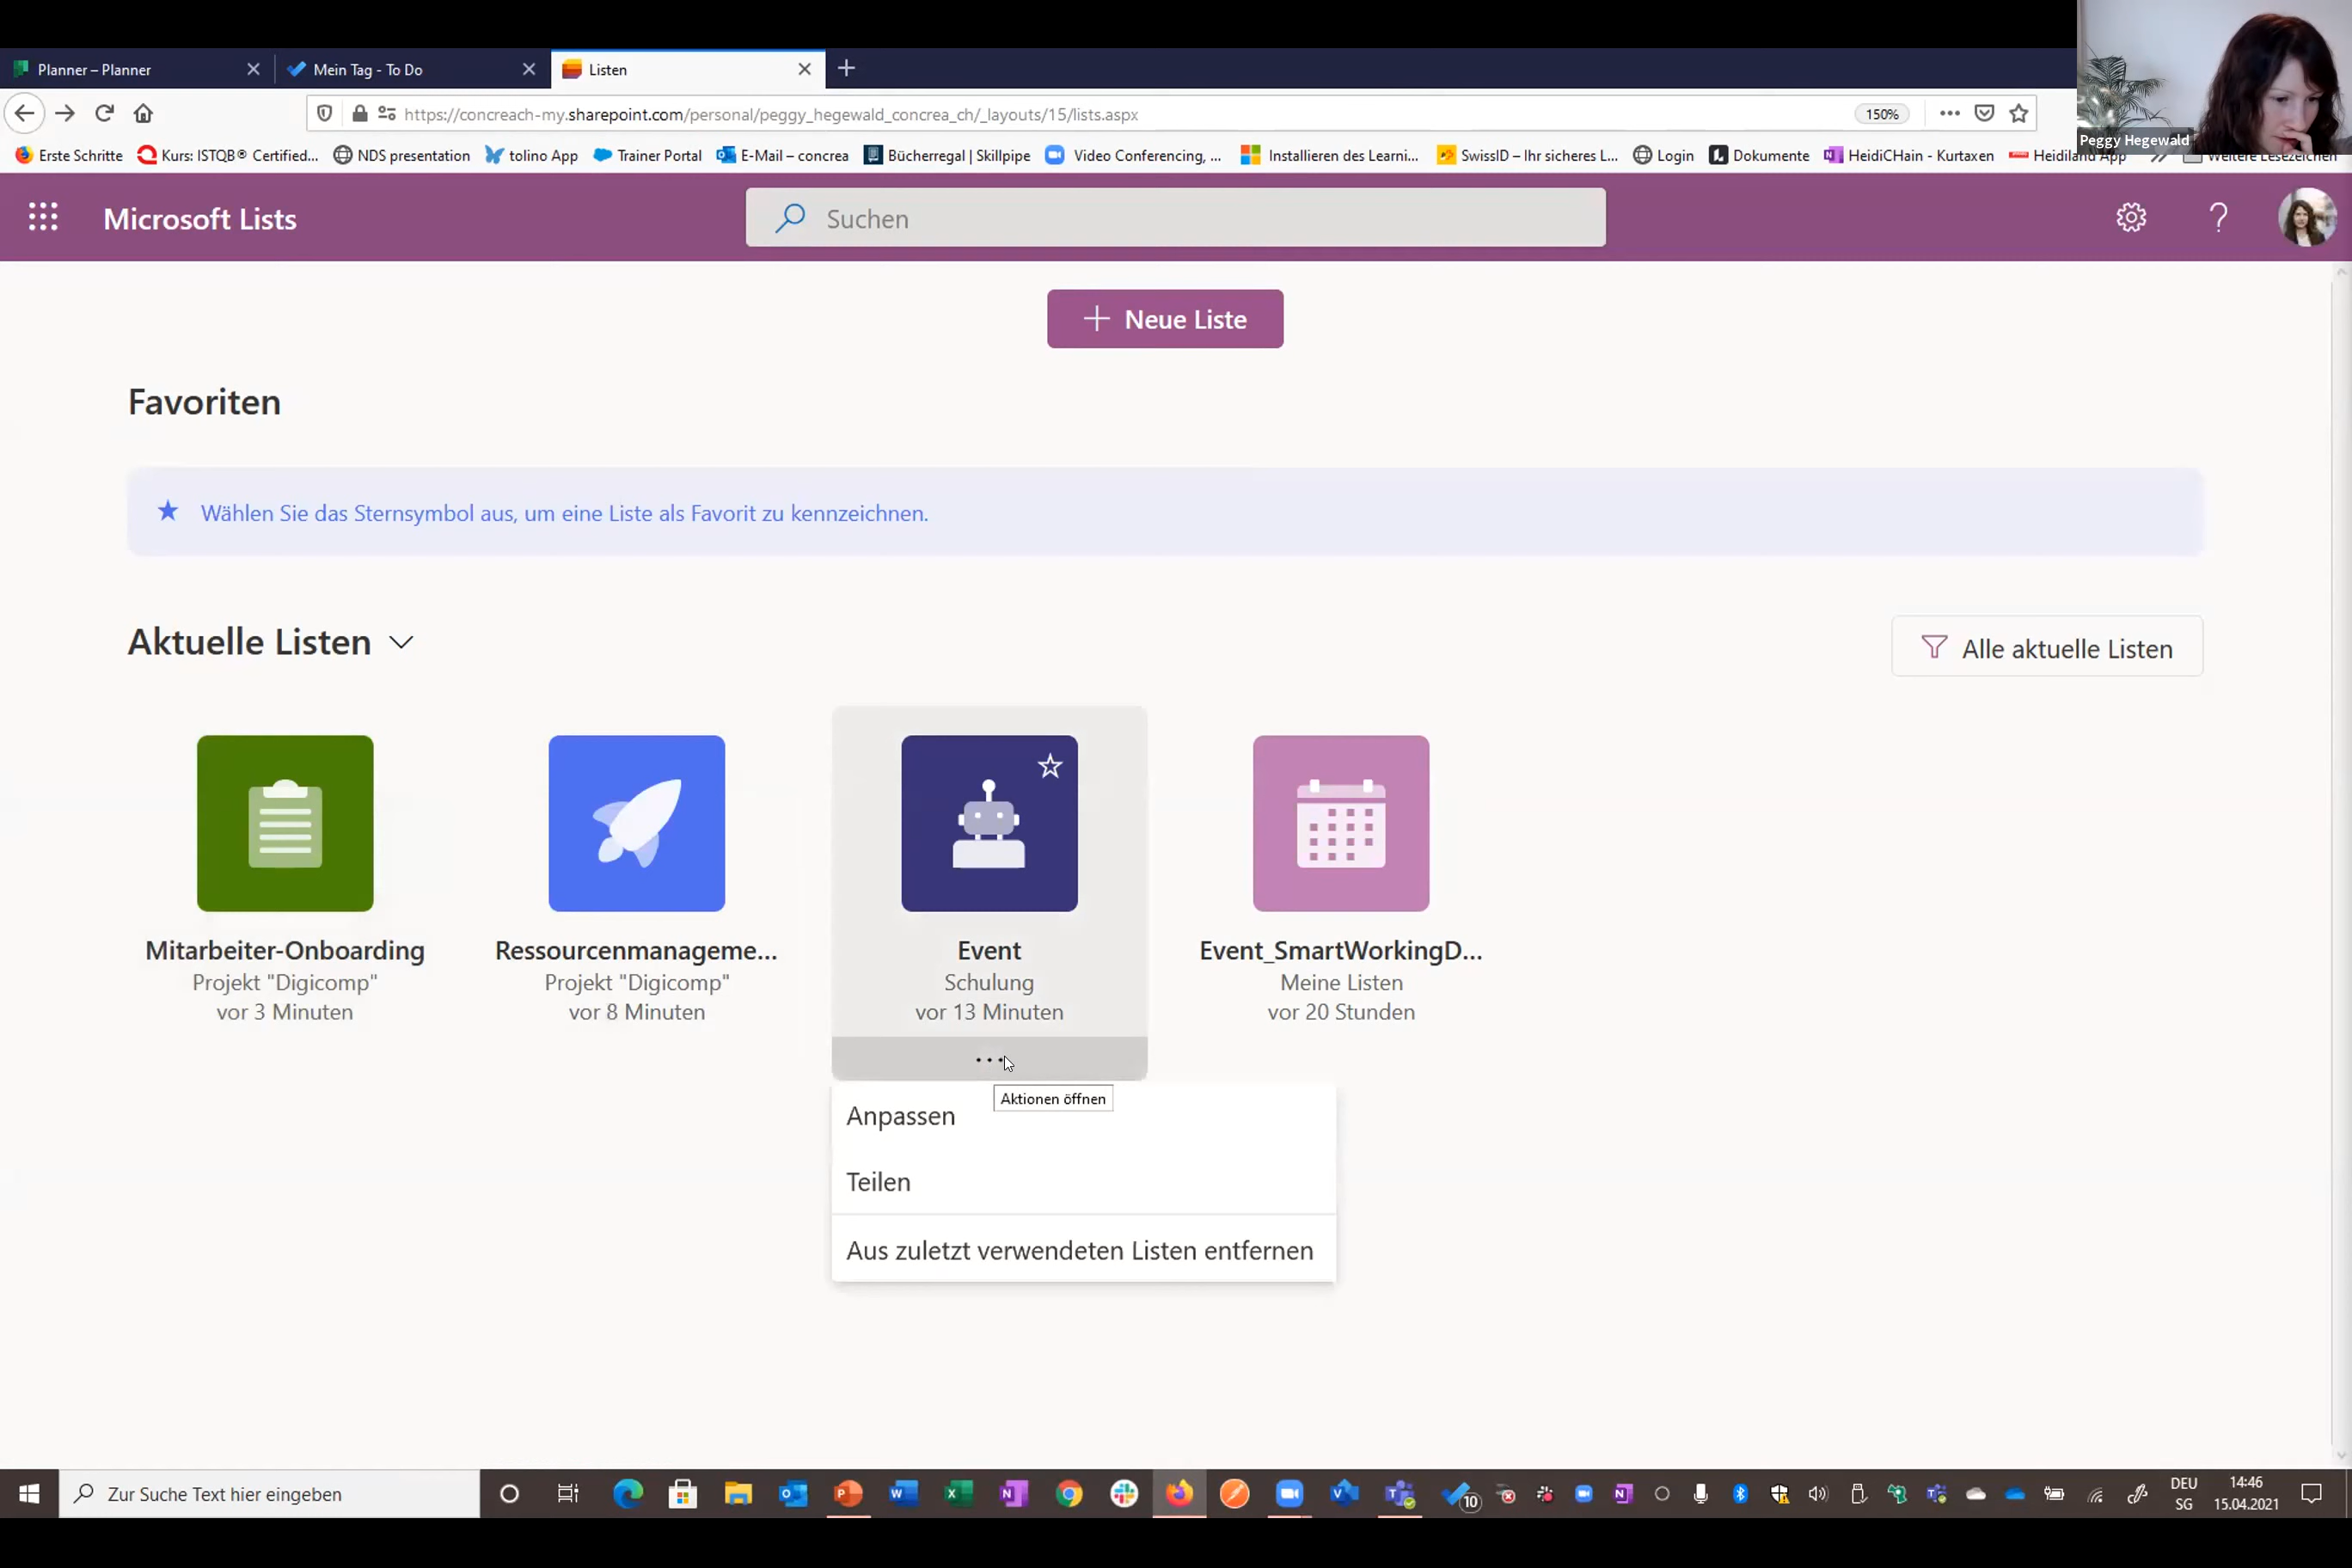 Planner – Planner
Mein Tag - To Do
Listen
https://concreach-my.sharepoint.com/personal/peggy_hegewald_concrea_ch/_layouts/15/lists.aspx
150%
Peggy Hegewald
Erste Schritte
Kurs: ISTQB® Certified...
NDS presentation
tolino App
Trainer Portal
E-Mail – concrea
Bücherregal | Skillpipe
Video Conferencing, ...
Installieren des Learni...
SwissID – Ihr sicheres L...
Login
Dokumente
HeidiCHain - Kurtaxen
Heidiland App
Weitere Lesezeichen
Microsoft Lists
Suchen
Neue Liste
Favoriten
Wählen Sie das Sternsymbol aus, um eine Liste als Favorit zu kennzeichnen.
Aktuelle Listen
Alle aktuelle Listen
Mitarbeiter-Onboarding
Projekt "Digicomp"
vor 3 Minuten
Ressourcenmanageme...
Projekt "Digicomp"
vor 8 Minuten
Event
Schulung
vor 13 Minuten
Event_SmartWorkingD...
Meine Listen
vor 20 Stunden
Aktionen öffnen
Anpassen
Teilen
Aus zuletzt verwendeten Listen entfernen
Zur Suche Text hier eingeben
10
DEU
SG
14:46
15.04.2021